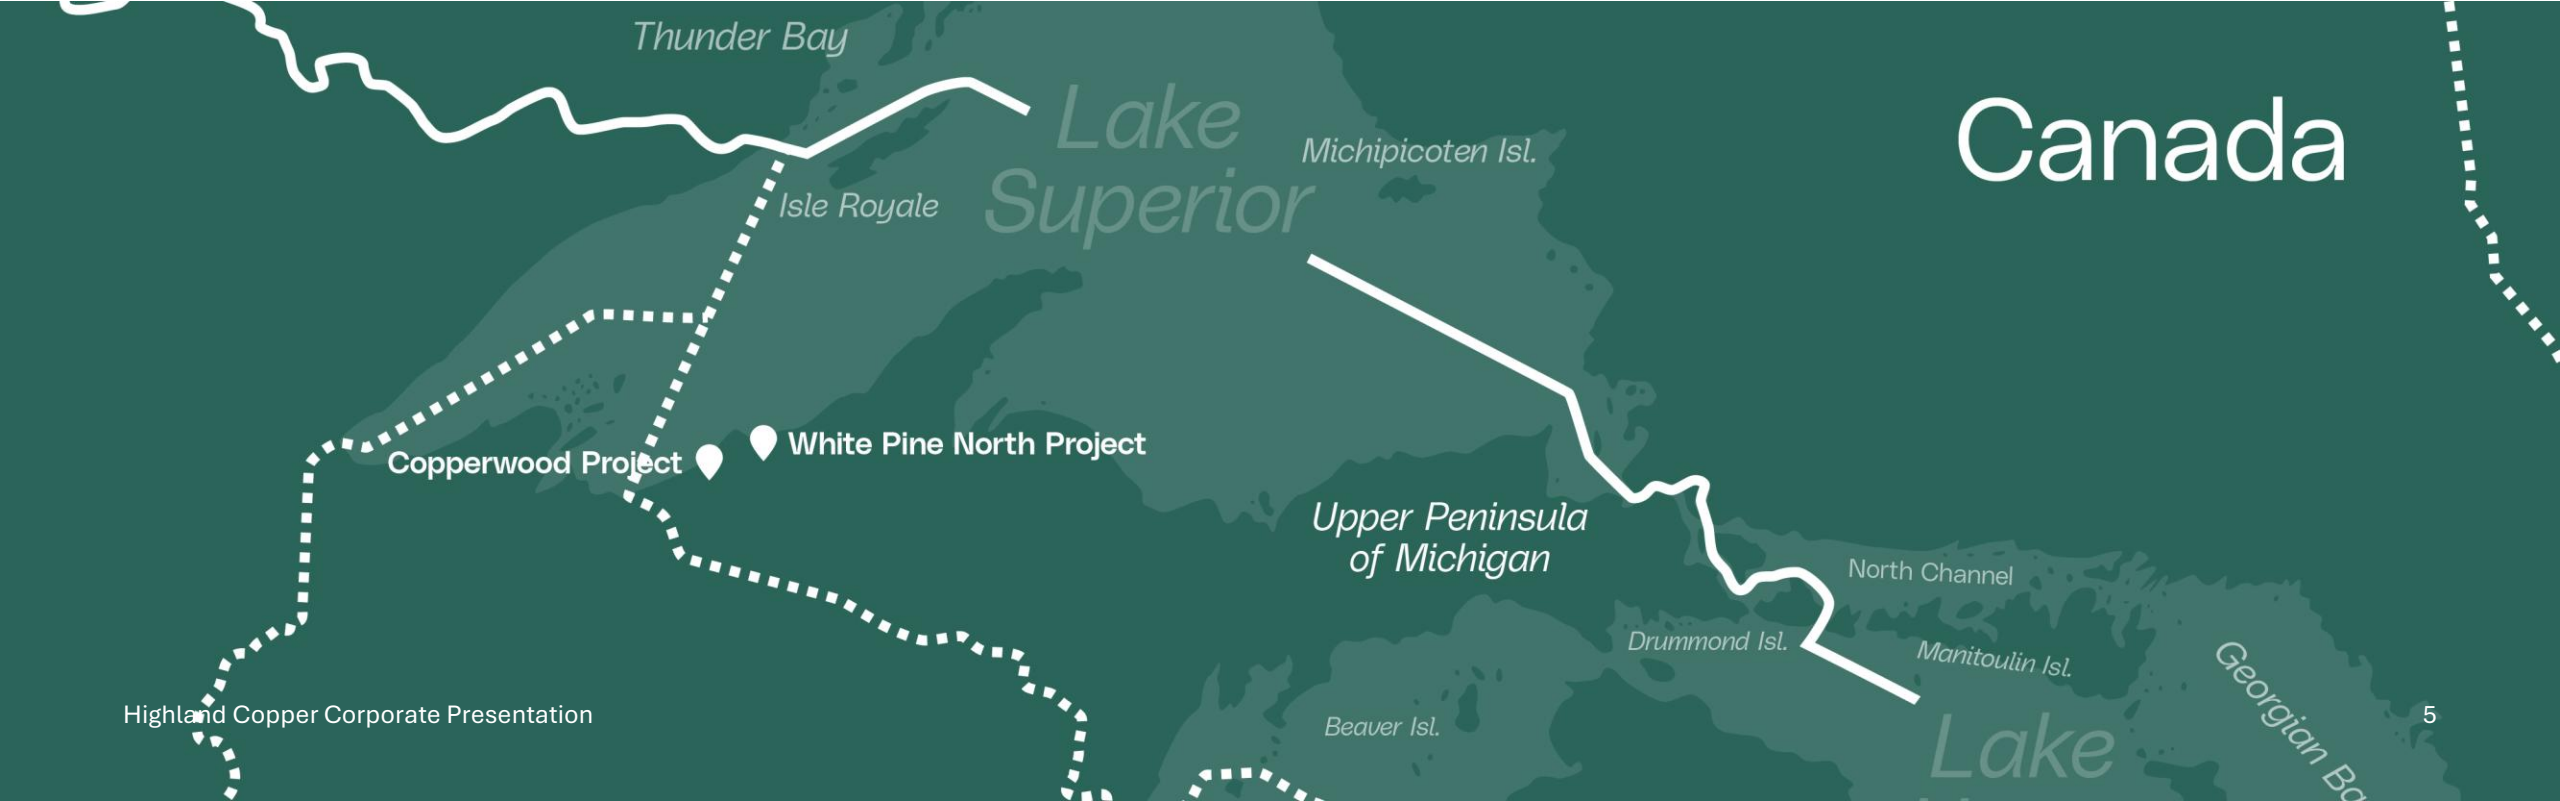 Thunder Bay
Lake
Superior
Michipicoten Isl.
Canada
Isle Royale
White Pine North Project
Copperwood Project
Upper Peninsula
of Michigan
North Channel
Drummond Isl.
Manitoulin Isl.
Georgian Ba
Highland Copper Corporate Presentation
Beaver Isl.
Lake
5